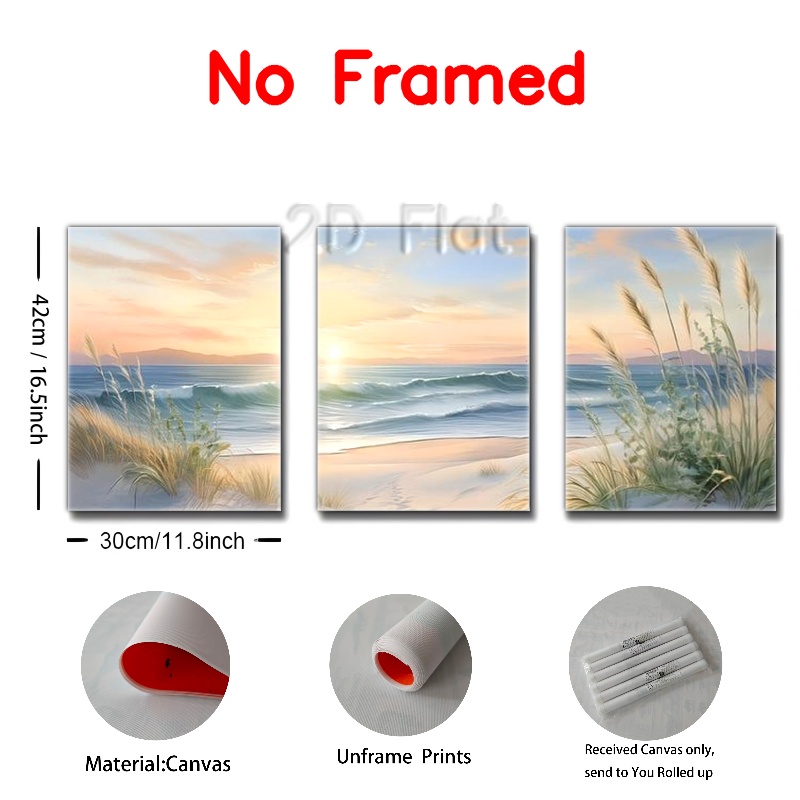 No Framed
2D Flat
42cm / 16.5inch
30cm/11.8inch
Material:Canvas
Unframe Prints
Received Canvas only,
send to You Rolled up